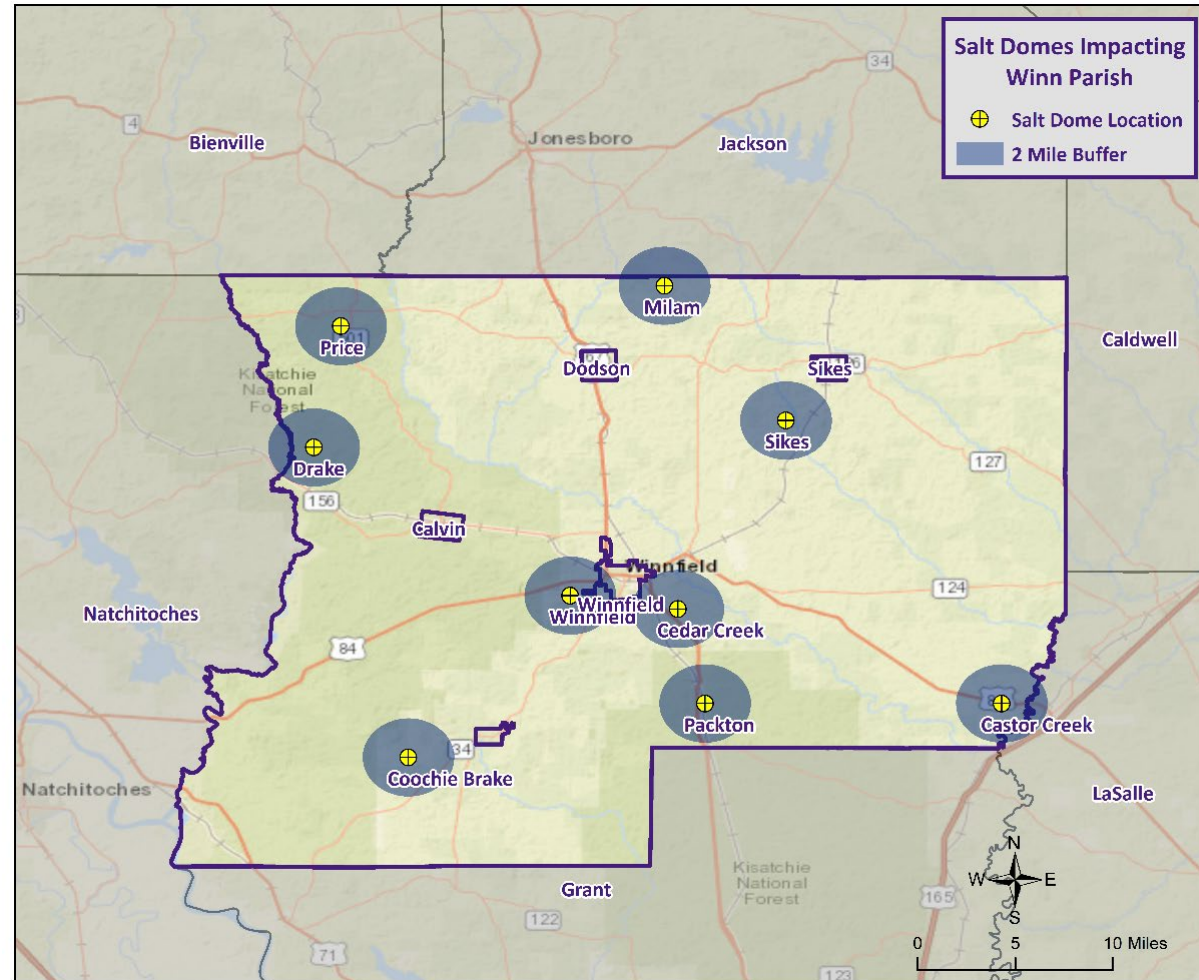 Salt Domes Impacting
Winn Parish
Salt Dome Location
2 Mile Buffer
34
4
Bienville
Jonesboro
Jackson
Milam
Price
Caldwell
Dodson
Sikes
Kisatchie
National
Forest
Sikes
Drake
127
156
Calvin
Winnfield
124
Winnfield
Winnfield
Cedar Creek
Natchitoches
84
Packton
Castor Creek
34
Coochie Brake
Natchitoches
LaSalle
Kisatchie
National
Forest
Grant
N
W
E
S
165
122
71
123
0
5
10 Miles